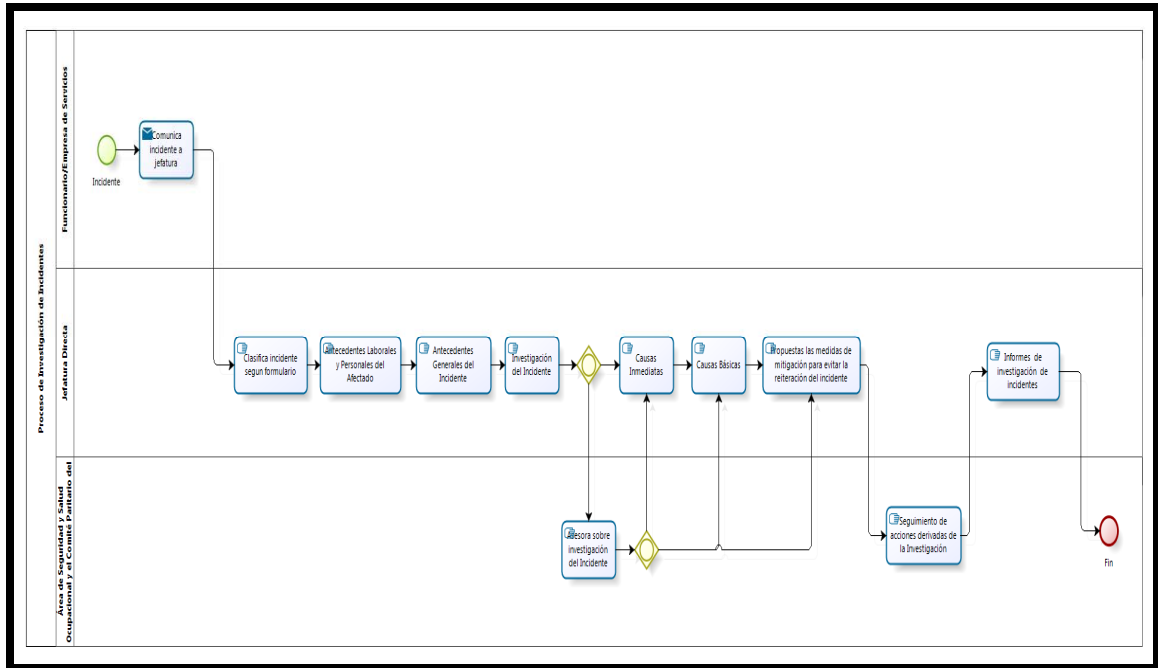 Proceso de Investigación de Incidentes
Funcionario/Empresa de Servicios
Incidente
Comunica
incidente a
jefatura
Jefatura Directa
Clasifica incidente
segun formulario
Antecedentes Laborales
y Personales del
Afectado
Antecedentes
Generales del
Incidente
Investigación
del Incidente
Causas
Inmediatas
Causas Básicas
Propuestas las medidas de
mitigación para evitar la
reiteración del incidente
Informes de
investigación de
incidentes
Área de Seguridad y Salud
Ocupacional y el Comité Paritario del
Asesora sobre
investigación
del Incidente
Seguimiento de
acciones derivadas de
la Investigación
Fin